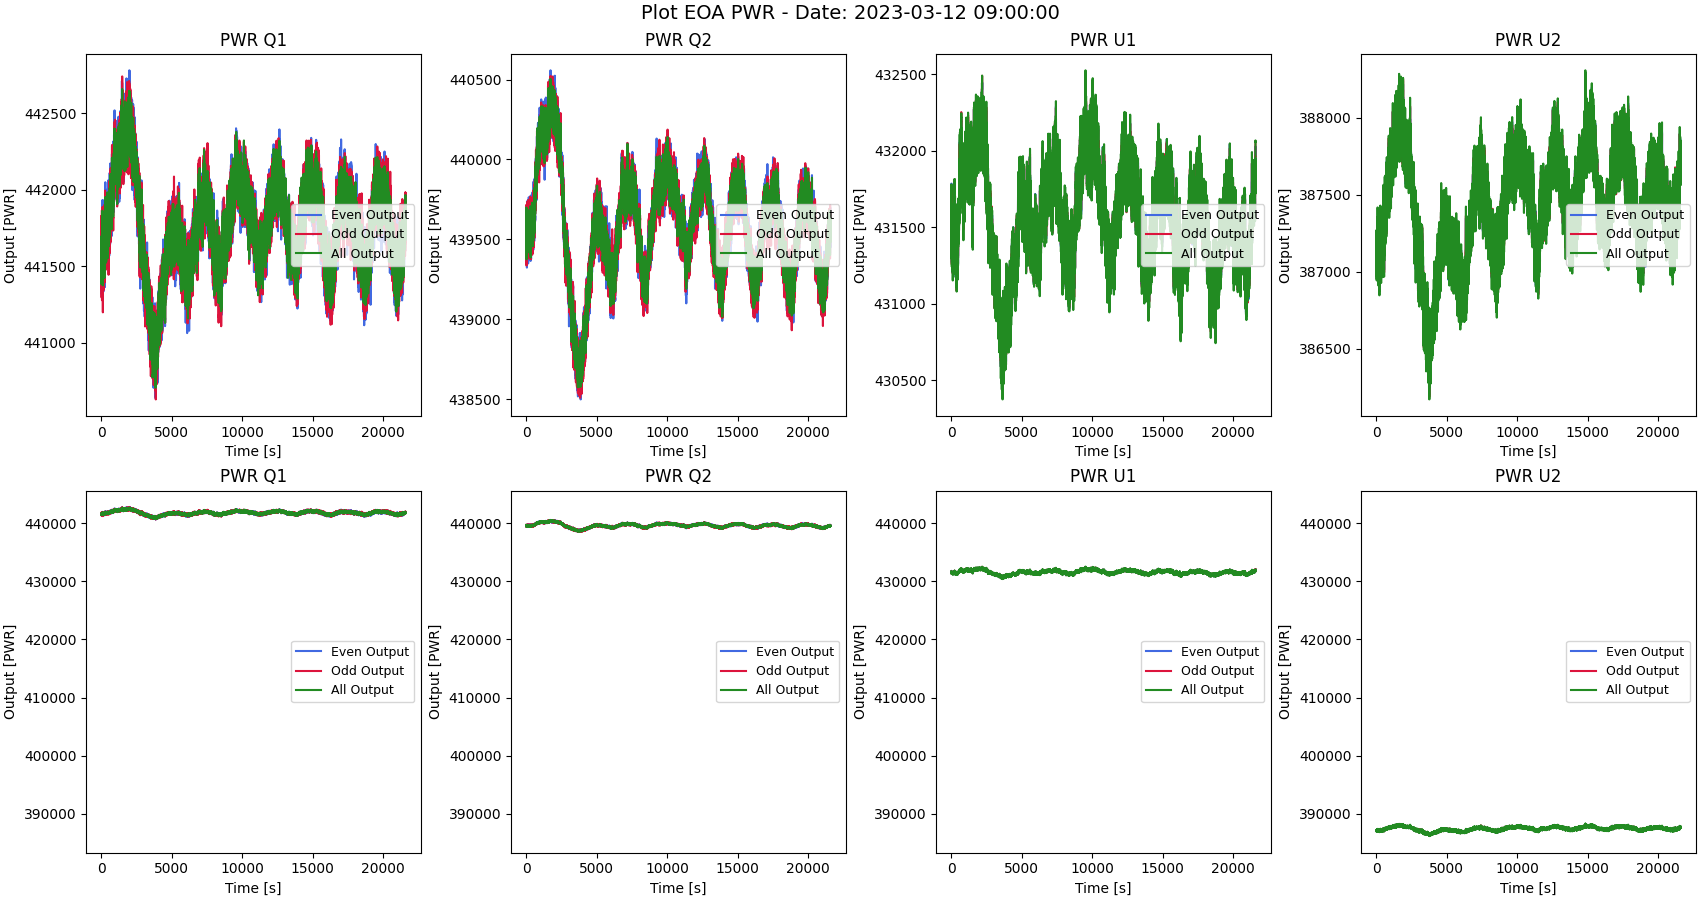 Plot EOA PWR - Date: 2023-03-12 09:00:00
PWR Q1
Output [PWR]
442500
442000
441500
441000
Even Output
Odd Output
All Output
0 5000 10000 15000 20000
Time [s]
PWR Q2
Output [PWR]
440500
440000
439500
439000
438500
Even Output
Odd Output
All Output
0 5000 10000 15000 20000
Time [s]
PWR U1
Output [PWR]
432500
432000
431500
431000
430500
Even Output
Odd Output
All Output
0 5000 10000 15000 20000
Time [s]
PWR U2
Output [PWR]
388000
387500
387000
386500
Even Output
Odd Output
All Output
0 5000 10000 15000 20000
Time [s]
PWR Q1
Output [PWR]
440000
430000
420000
410000
400000
390000
Even Output
Odd Output
All Output
0 5000 10000 15000 20000
Time [s]
PWR Q2
Output [PWR]
440000
430000
420000
410000
400000
390000
Even Output
Odd Output
All Output
0 5000 10000 15000 20000
Time [s]
PWR U1
Output [PWR]
440000
430000
420000
410000
400000
390000
Even Output
Odd Output
All Output
0 5000 10000 15000 20000
Time [s]
PWR U2
Output [PWR]
440000
430000
420000
410000
400000
390000
Even Output
Odd Output
All Output
0 5000 10000 15000 20000
Time [s]